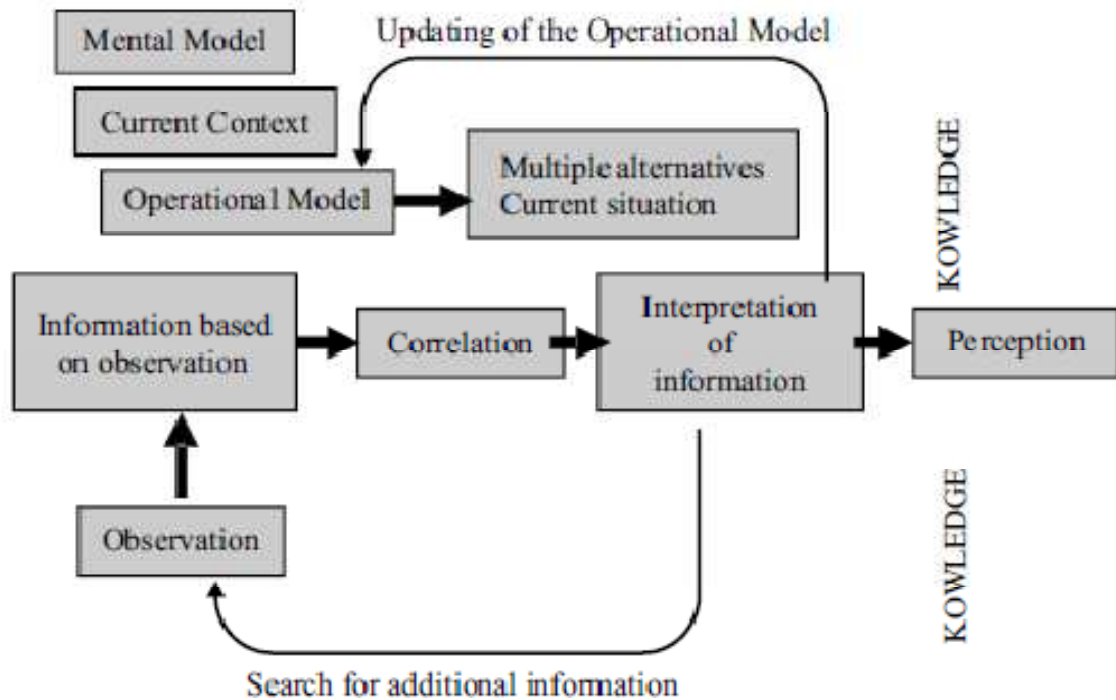 Mental Model
Updating of the Operational Model
Current Context
Operational Model
Multiple alternatives
Current situation
KOWLEDGE
Information based
on observation
Correlation
Interpretation
of
information
Perception
Observation
KOWLEDGE
Search for additional information